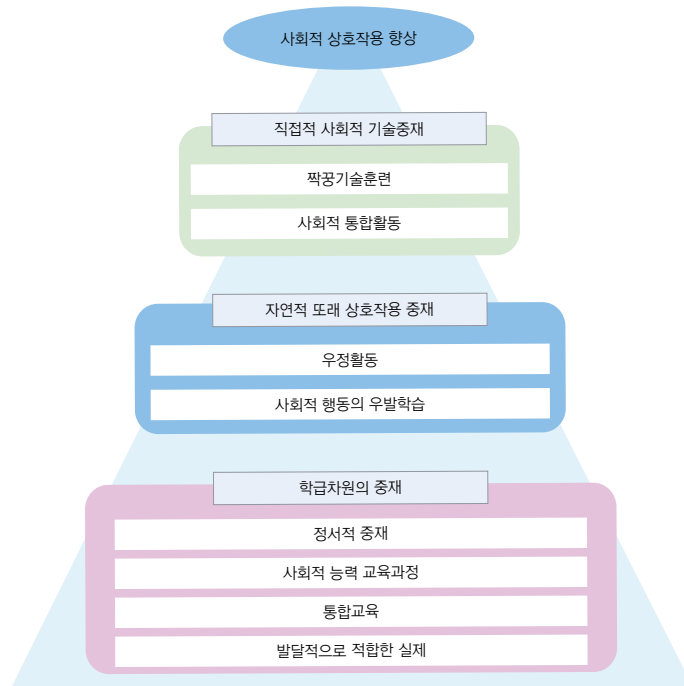 사회적 상호작용 향상
직접적 사회적 기술중재
짝꿍기술훈련
사회적 통합활동
자연적 또래 상호작용 중재
우정활동
사회적 행동의 우발학습
학급차원의 중재
정서적 중재
사회적 능력 교육과정
통합교육
발달적으로 적합한 실제